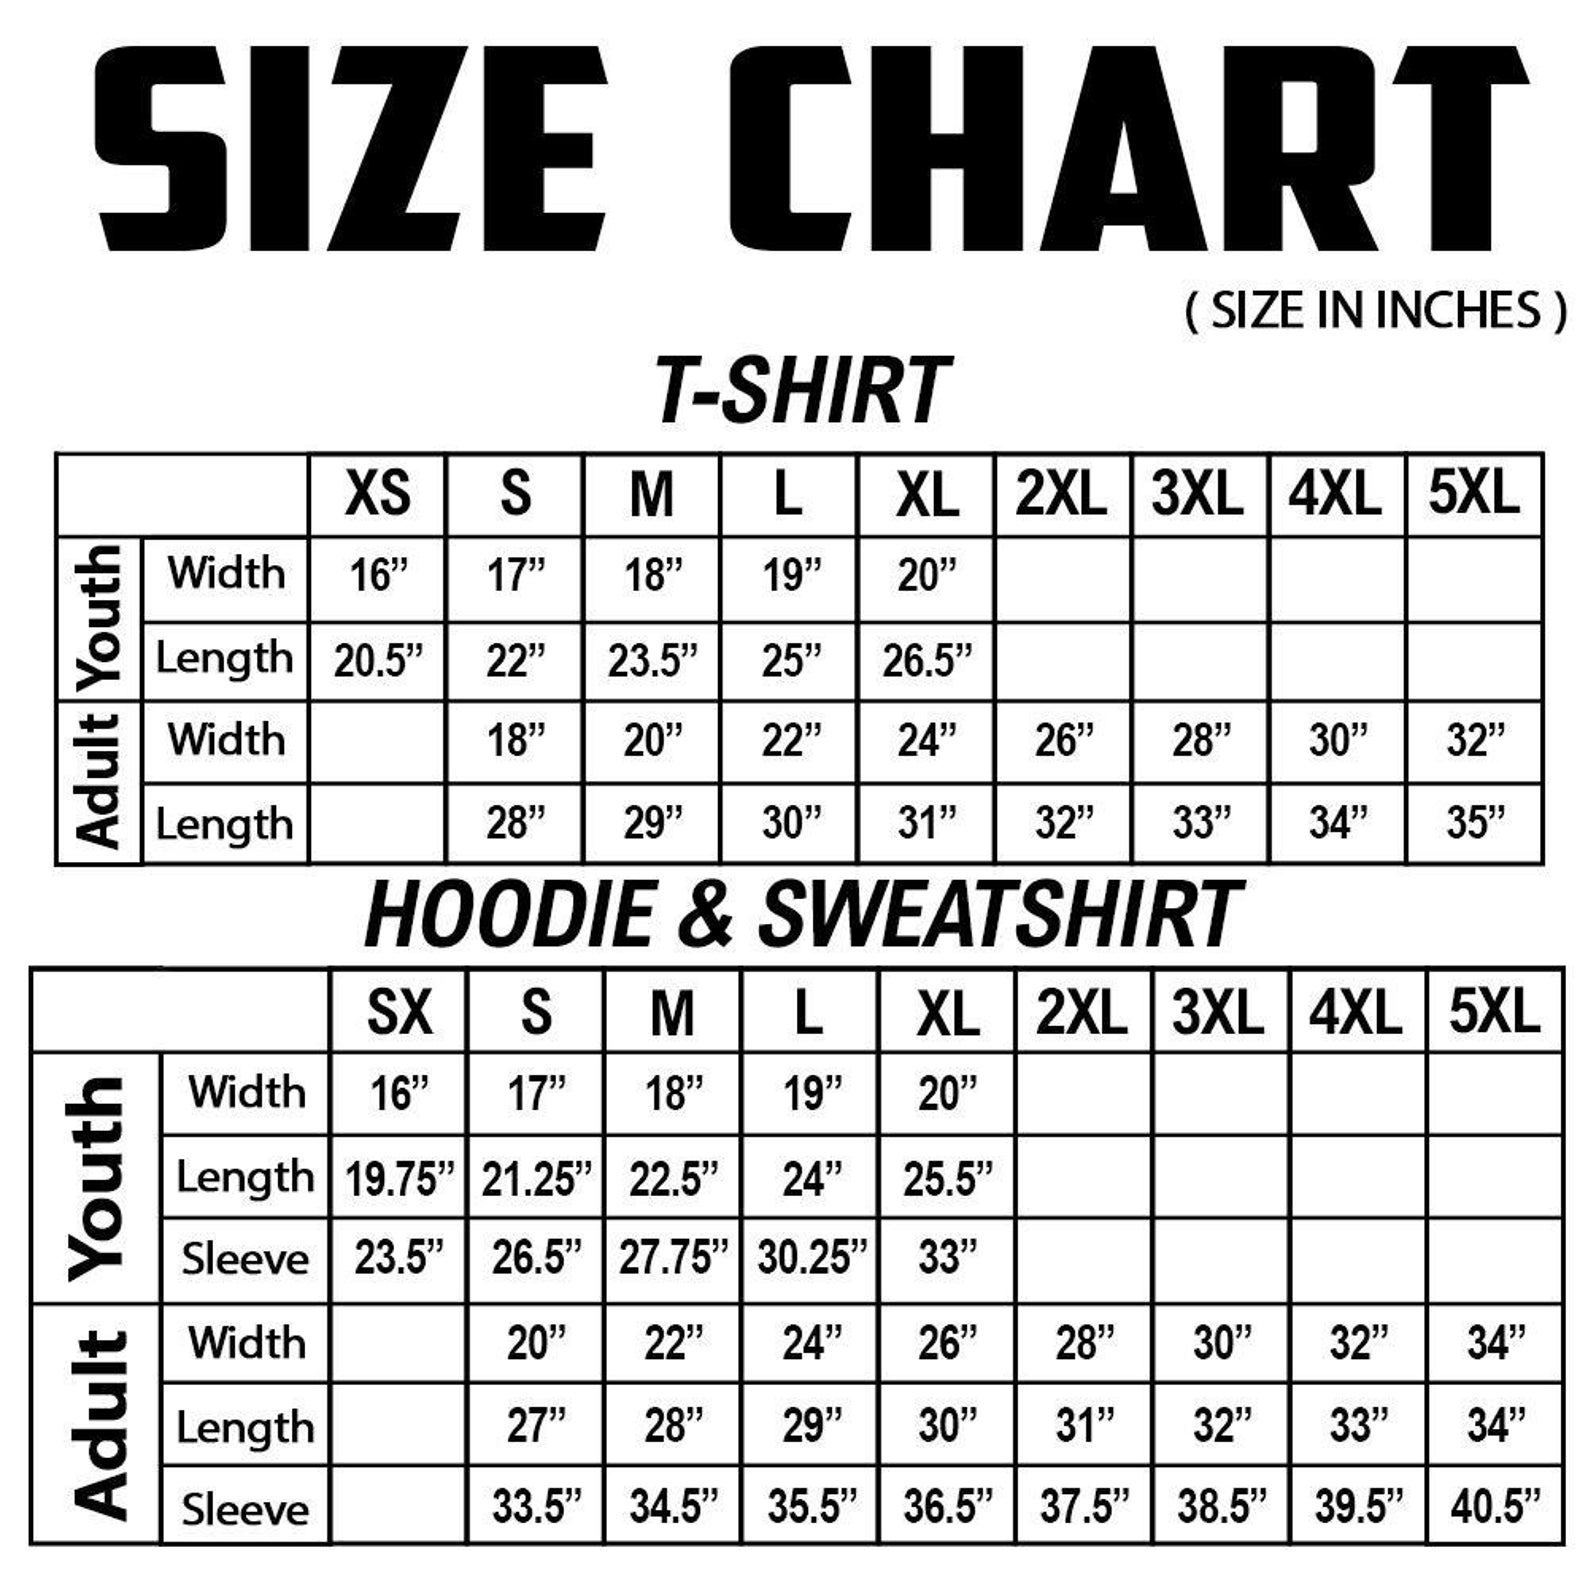 SIZE CHART
( SIZE IN INCHES )
T-SHIRT
XS S M L XL 2XL 3XL 4XL 5XL
Youth
Width 16” 17” 18” 19” 20”
Length 20.5” 22” 23.5” 25” 26.5”
Adult
Width 18” 20” 22” 24” 26” 28” 30” 32”
Length 28” 29” 30” 31” 32” 33” 34” 35”
HOODIE & SWEATSHIRT
SX S M L XL 2XL 3XL 4XL 5XL
Youth
Width 16” 17” 18” 19” 20”
Length 19.75” 21.25” 22.5” 24” 25.5”
Sleeve 23.5” 26.5” 27.75” 30.25” 33”
Adult
Width 20” 22” 24” 26” 28” 30” 32” 34”
Length 27” 28” 29” 30” 31” 32” 33” 34”
Sleeve 33.5” 34.5” 35.5” 36.5” 37.5” 38.5” 39.5” 40.5”